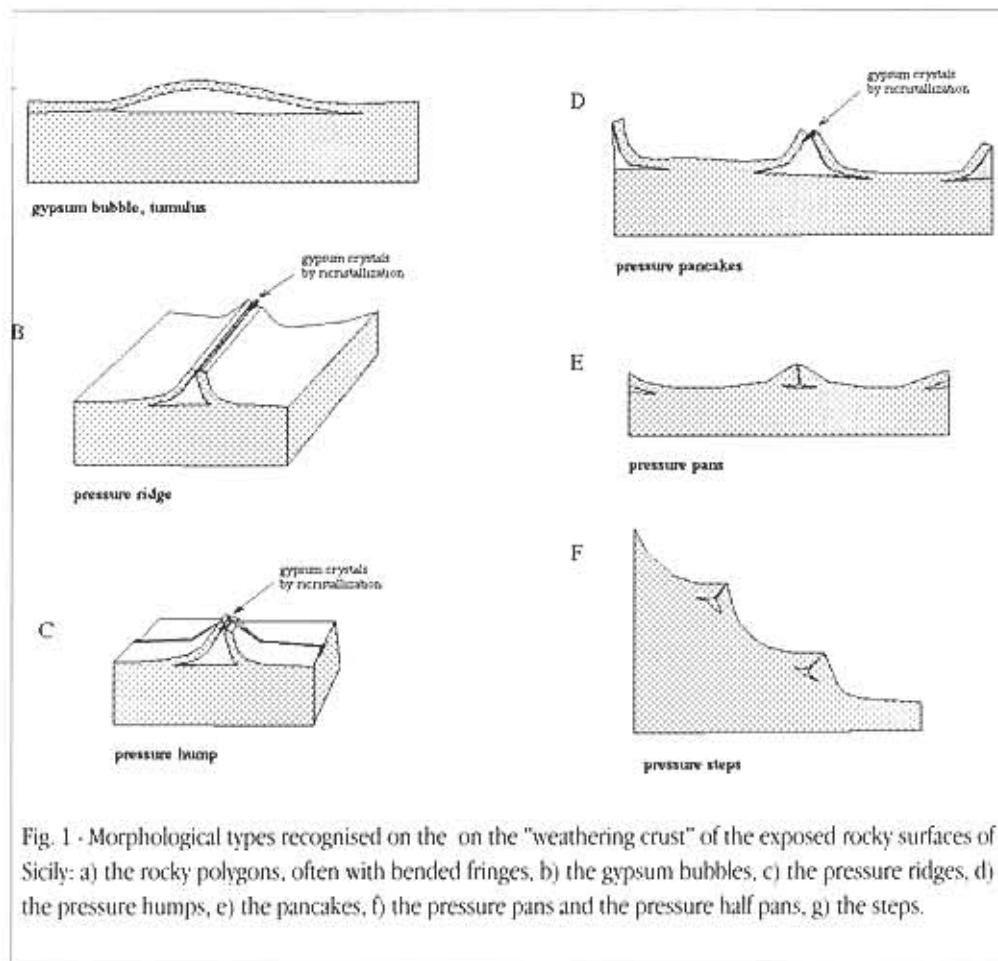 gypsum bubble, tumulus
B
gypsum crystals
by ricristallization
pressure ridge
C
gypsum crystals
by ricristallization
pressure hump
D
gypsum crystals
by ricristallization
pressure pancakes
E
pressure pans
F
pressure steps
Fig. 1 - Morphological types recognised on the on the "weathering crust" of the exposed rocky surfaces of
Sicily: a) the rocky polygons, often with bended fringes, b) the gypsum bubbles, c) the pressure ridges, d)
the pressure humps, e) the pancakes, f) the pressure pans and the pressure half pans, g) the steps.